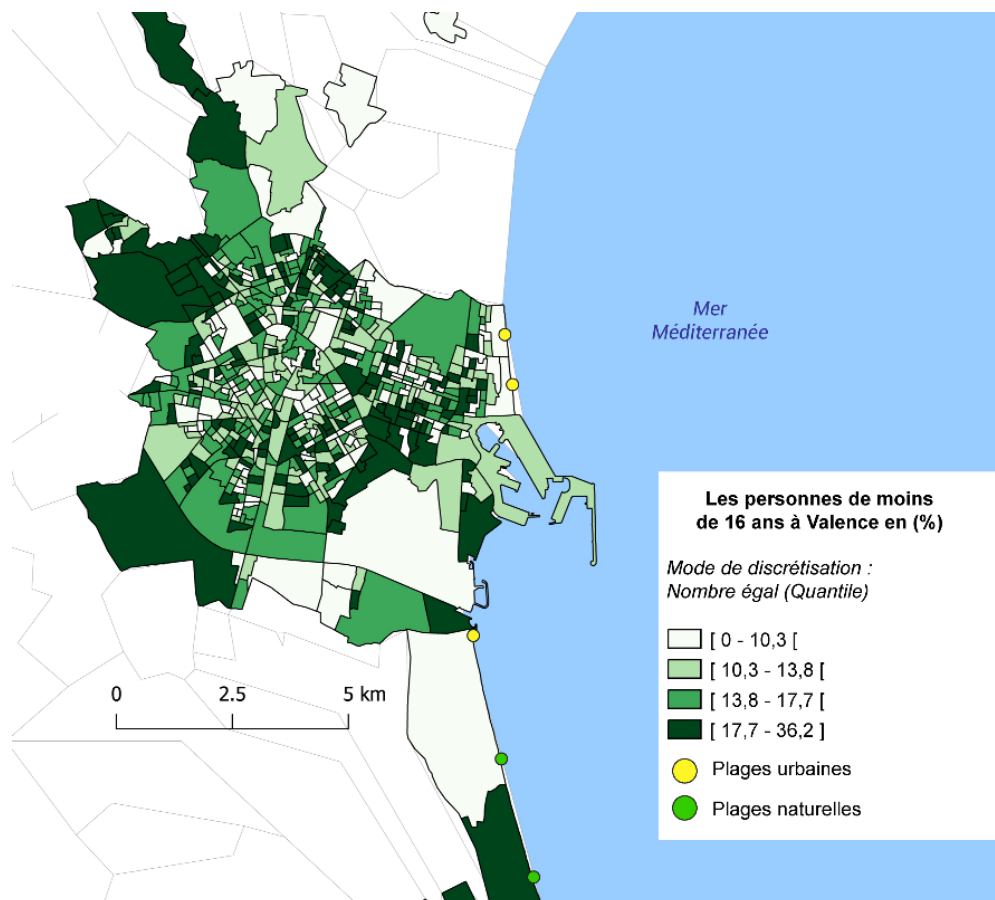 Mer
Méditerranée
Les personnes de moins
de 16 ans à Valence en (%)
Mode de discrétisation :
Nombre égal (Quantile)
[ 0 - 10,3 [
[ 10,3 - 13,8 [
[ 13,8 - 17,7 [
[ 17,7 - 36,2 ]
Plages urbaines
Plages naturelles
0 2.5 5 km